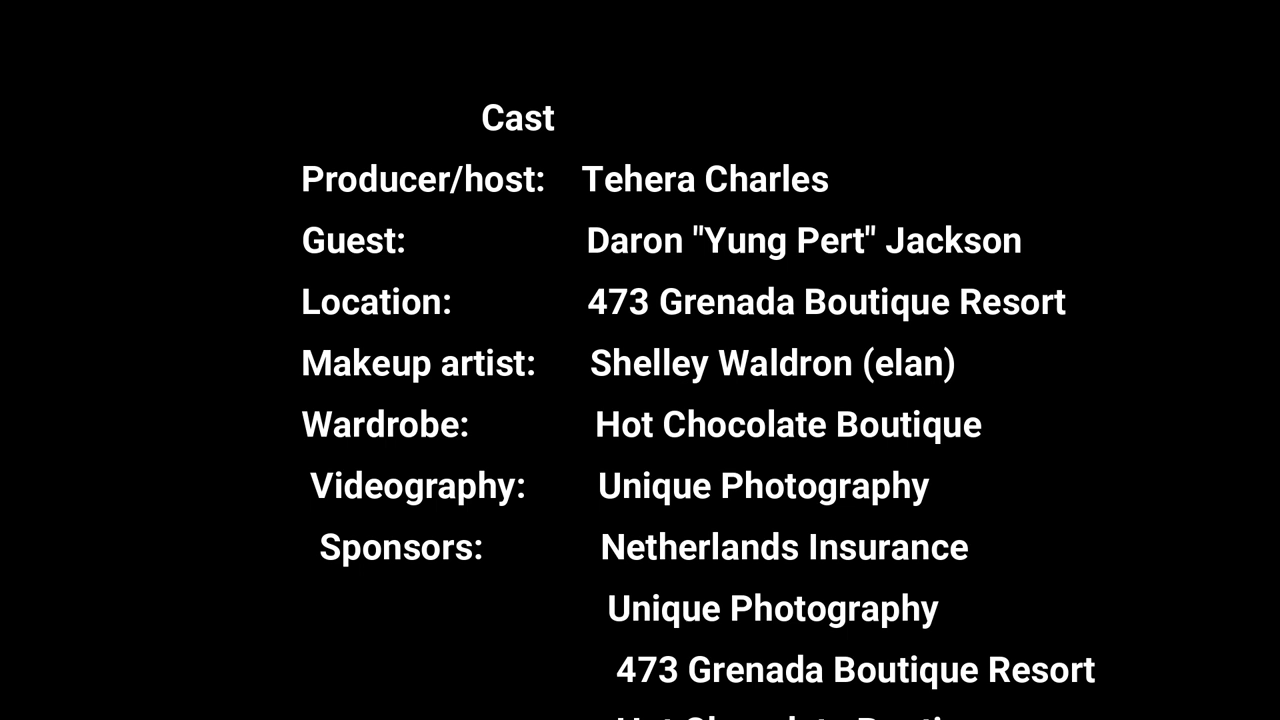 Cast
Producer/host: Tehera Charles
Guest: Daron "Yung Pert" Jackson
Location: 473 Grenada Boutique Resort
Makeup artist: Shelley Waldron (elan)
Wardrobe: Hot Chocolate Boutique
Videography: Unique Photography
Sponsors: Netherlands Insurance
Unique Photography
473 Grenada Boutique Resort